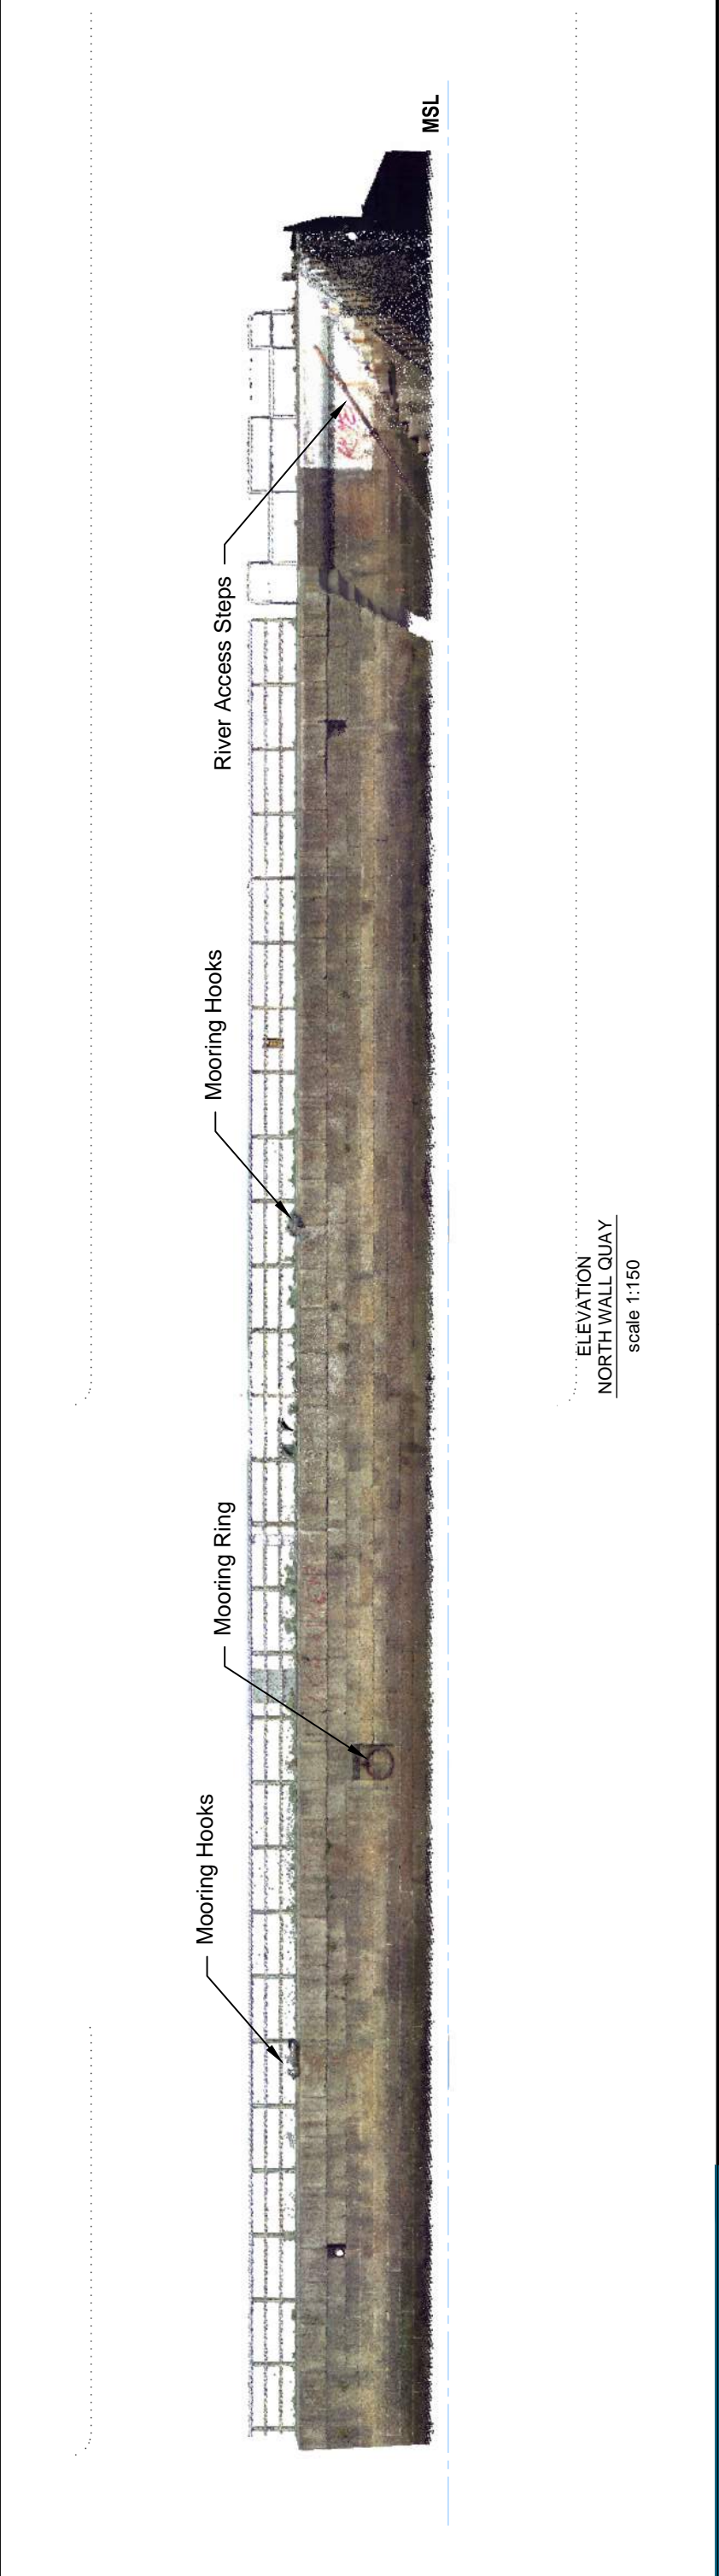 Mooring Hooks
Mooring Ring
Mooring Hooks
River Access Steps
MSL
ELEVATION
NORTH WALL QUAY
scale 1:150